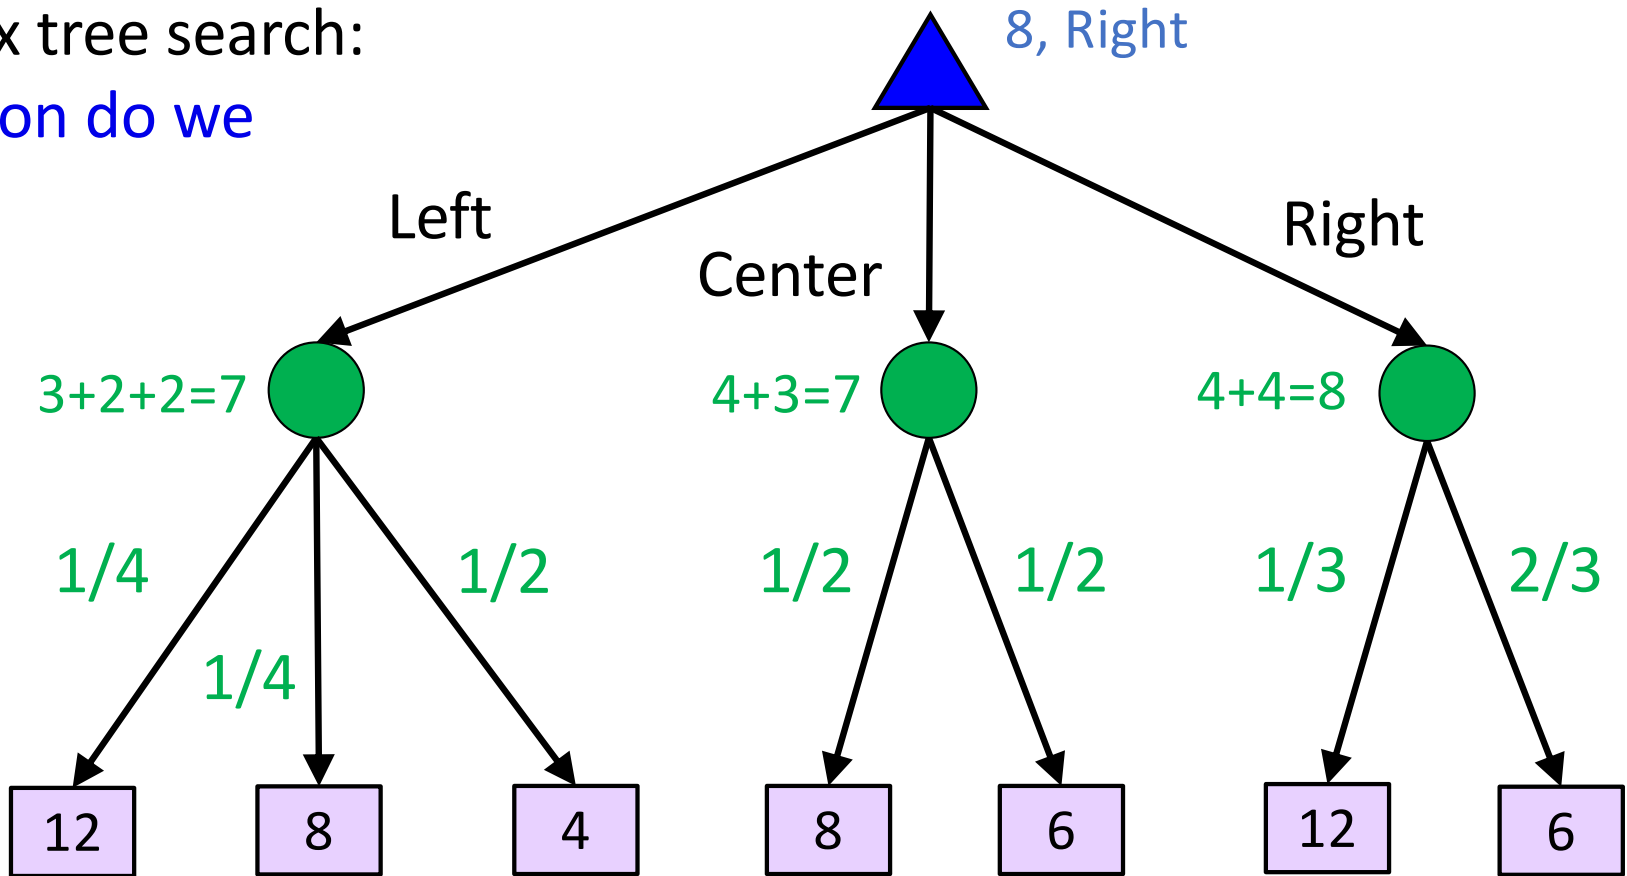 x tree search:
8, Right
on do we
Left
Right
Center
3+2+2=7
4+3=7
4+4=8
1/4
1/2
1/2
1/2
1/3
2/3
1/4
12
8
4
8
6
12
6